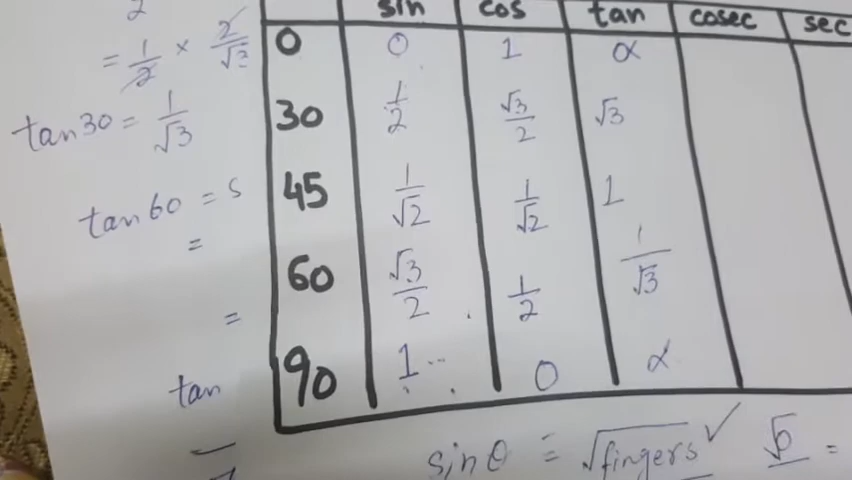 2
sin cos tan cosec sec
= 1/2 × 2/√3
0 0 1 α
tan30 = 1/√3
30 1/2 √3/2 √3
tan60 = s
45 1/√2 1/√2 1
=
60 √3/2 1/2 1/√3
=
90 1 0 α
tan
sinθ = √fingers ✓ √0 =